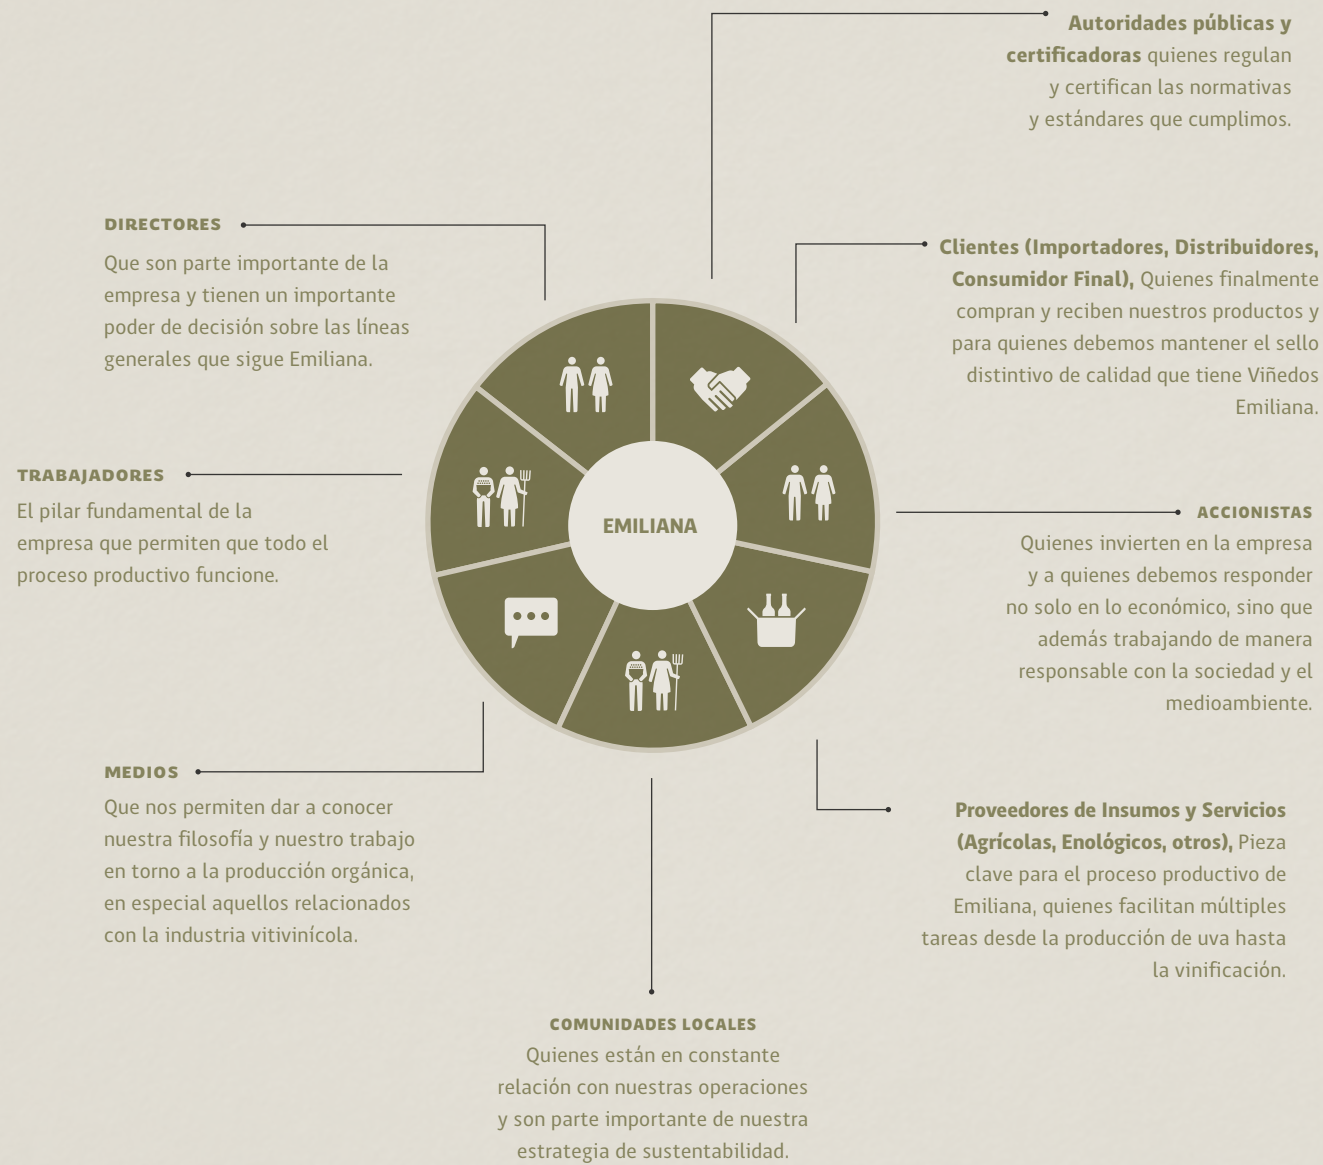 Autoridades públicas y
certificadoras quienes regulan
y certifican las normativas
y estándares que cumplimos.
DIRECTORES
Que son parte importante de la
empresa y tienen un importante
poder de decisión sobre las líneas
generales que sigue Emiliana.
Clientes (Importadores, Distribuidores,
Consumidor Final), Quienes finalmente
compran y reciben nuestros productos y
para quienes debemos mantener el sello
distintivo de calidad que tiene Viñedos
Emiliana.
TRABAJADORES
El pilar fundamental de la
empresa que permiten que todo el
proceso productivo funcione.
EMILIANA
ACCIONISTAS
Quienes invierten en la empresa
y a quienes debemos responder
no solo en lo económico, sino que
además trabajando de manera
responsable con la sociedad y el
medioambiente.
MEDIOS
Que nos permiten dar a conocer
nuestra filosofía y nuestro trabajo
en torno a la producción orgánica,
en especial aquellos relacionados
con la industria vitivinícola.
Proveedores de Insumos y Servicios
(Agrícolas, Enológicos, otros), Pieza
clave para el proceso productivo de
Emiliana, quienes facilitan múltiples
tareas desde la producción de uva hasta
la vinificación.
COMUNIDADES LOCALES
Quienes están en constante
relación con nuestras operaciones
y son parte importante de nuestra
estrategia de sustentabilidad.